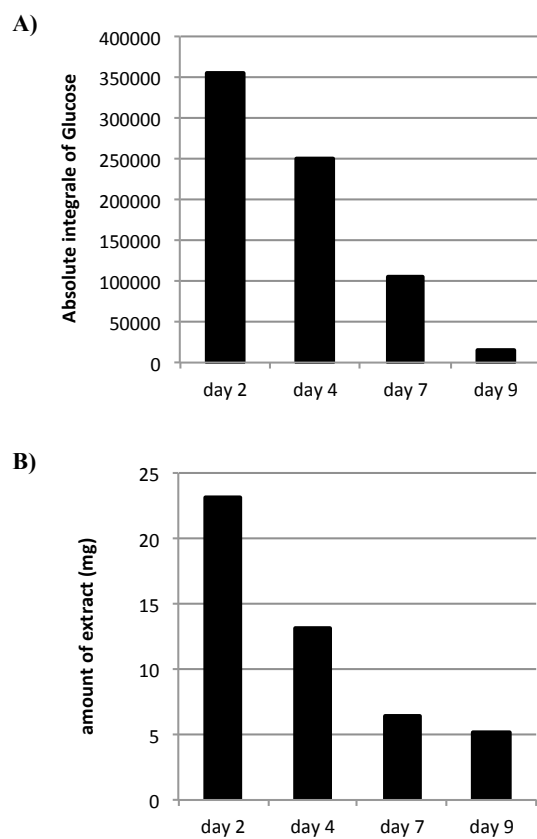 A)
Absolute integrale of Glucose
400000
350000
300000
250000
200000
150000
100000
50000
0
day 2 day 4 day 7 day 9
B)
amount of extract (mg)
25
20
15
10
5
0
day 2 day 4 day 7 day 9